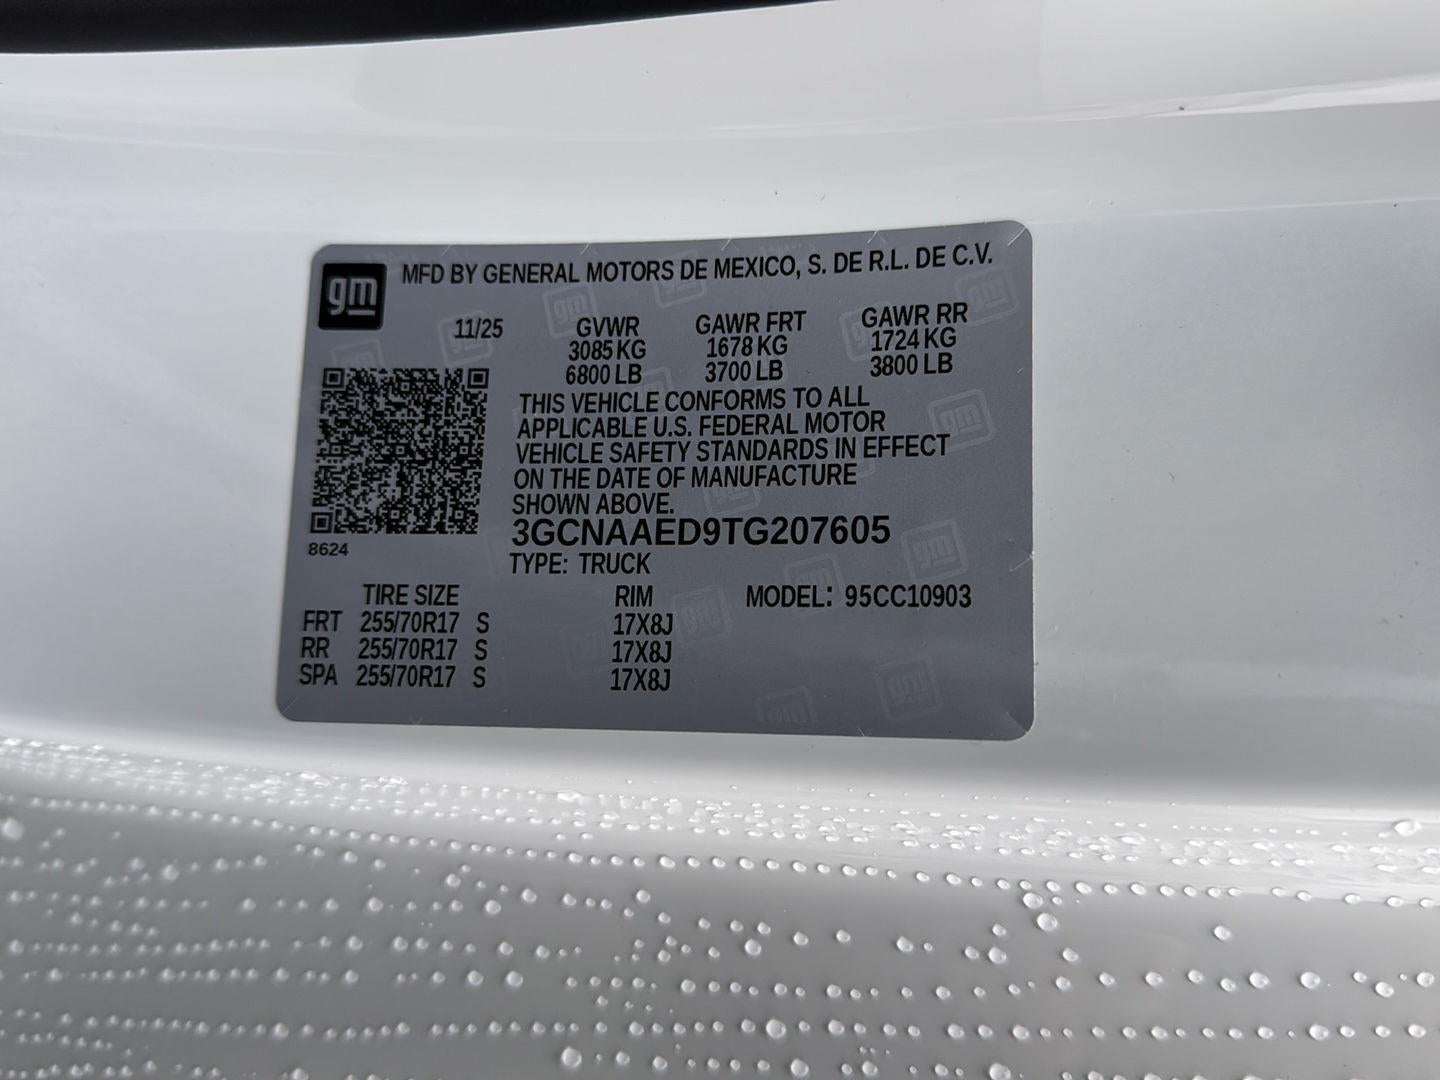 gm MFD BY GENERAL MOTORS DE MEXICO, S. DE R.L. DE C.V.
11/25 GVWR GAWR FRT GAWR RR
3085 KG 1678 KG 1724 KG
6800 LB 3700 LB 3800 LB
THIS VEHICLE CONFORMS TO ALL
APPLICABLE U.S. FEDERAL MOTOR
VEHICLE SAFETY STANDARDS IN EFFECT
ON THE DATE OF MANUFACTURE
SHOWN ABOVE.
3GCNAAED9TG207605
8624
TYPE: TRUCK
TIRE SIZE RIM MODEL: 95CC10903
FRT 255/70R17 S 17X8J
RR 255/70R17 S 17X8J
SPA 255/70R17 S 17X8J